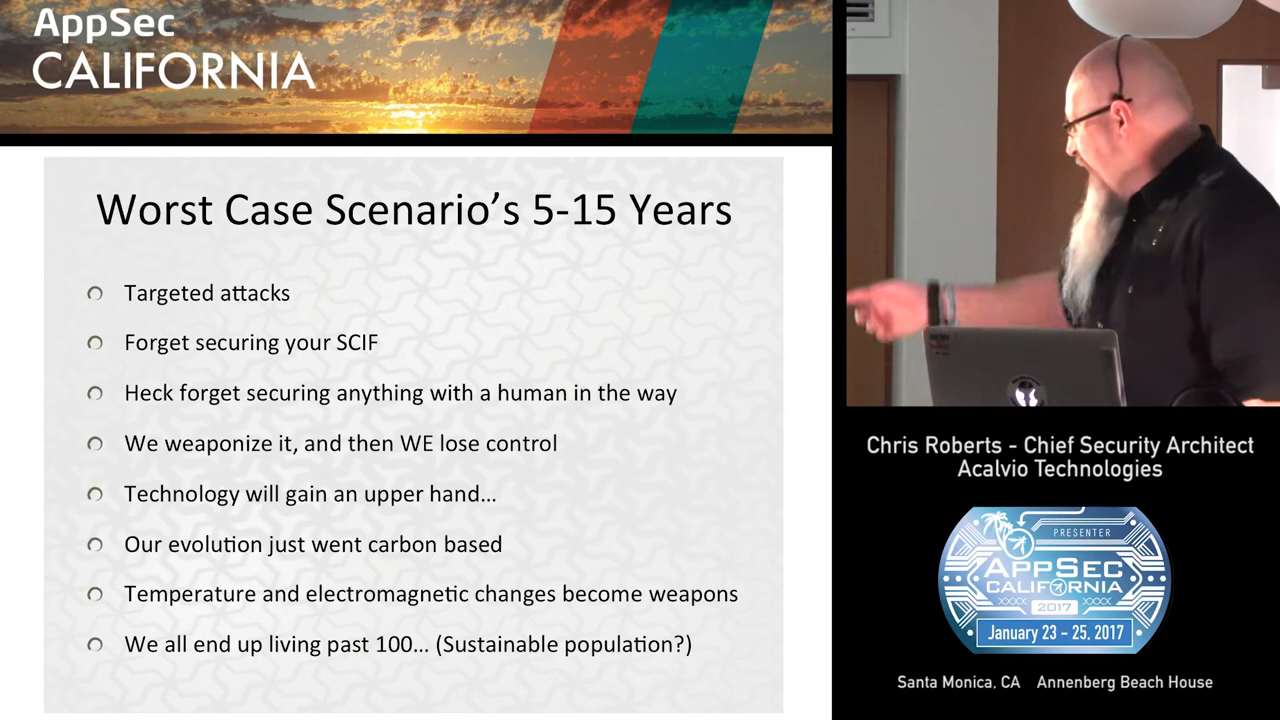 AppSec
CALIFORNIA
Worst Case Scenario’s 5-15 Years
Targeted attacks
Forget securing your SCIF
Heck forget securing anything with a human in the way
We weaponize it, and then WE lose control
Technology will gain an upper hand…
Our evolution just went carbon based
Temperature and electromagnetic changes become weapons
We all end up living past 100… (Sustainable population?)
Chris Roberts - Chief Security Architect
Acalvio Technologies
PRESENTER
APPSEC
CALIFORNIA
2017
January 23 - 25, 2017
Santa Monica, CA Annenberg Beach House